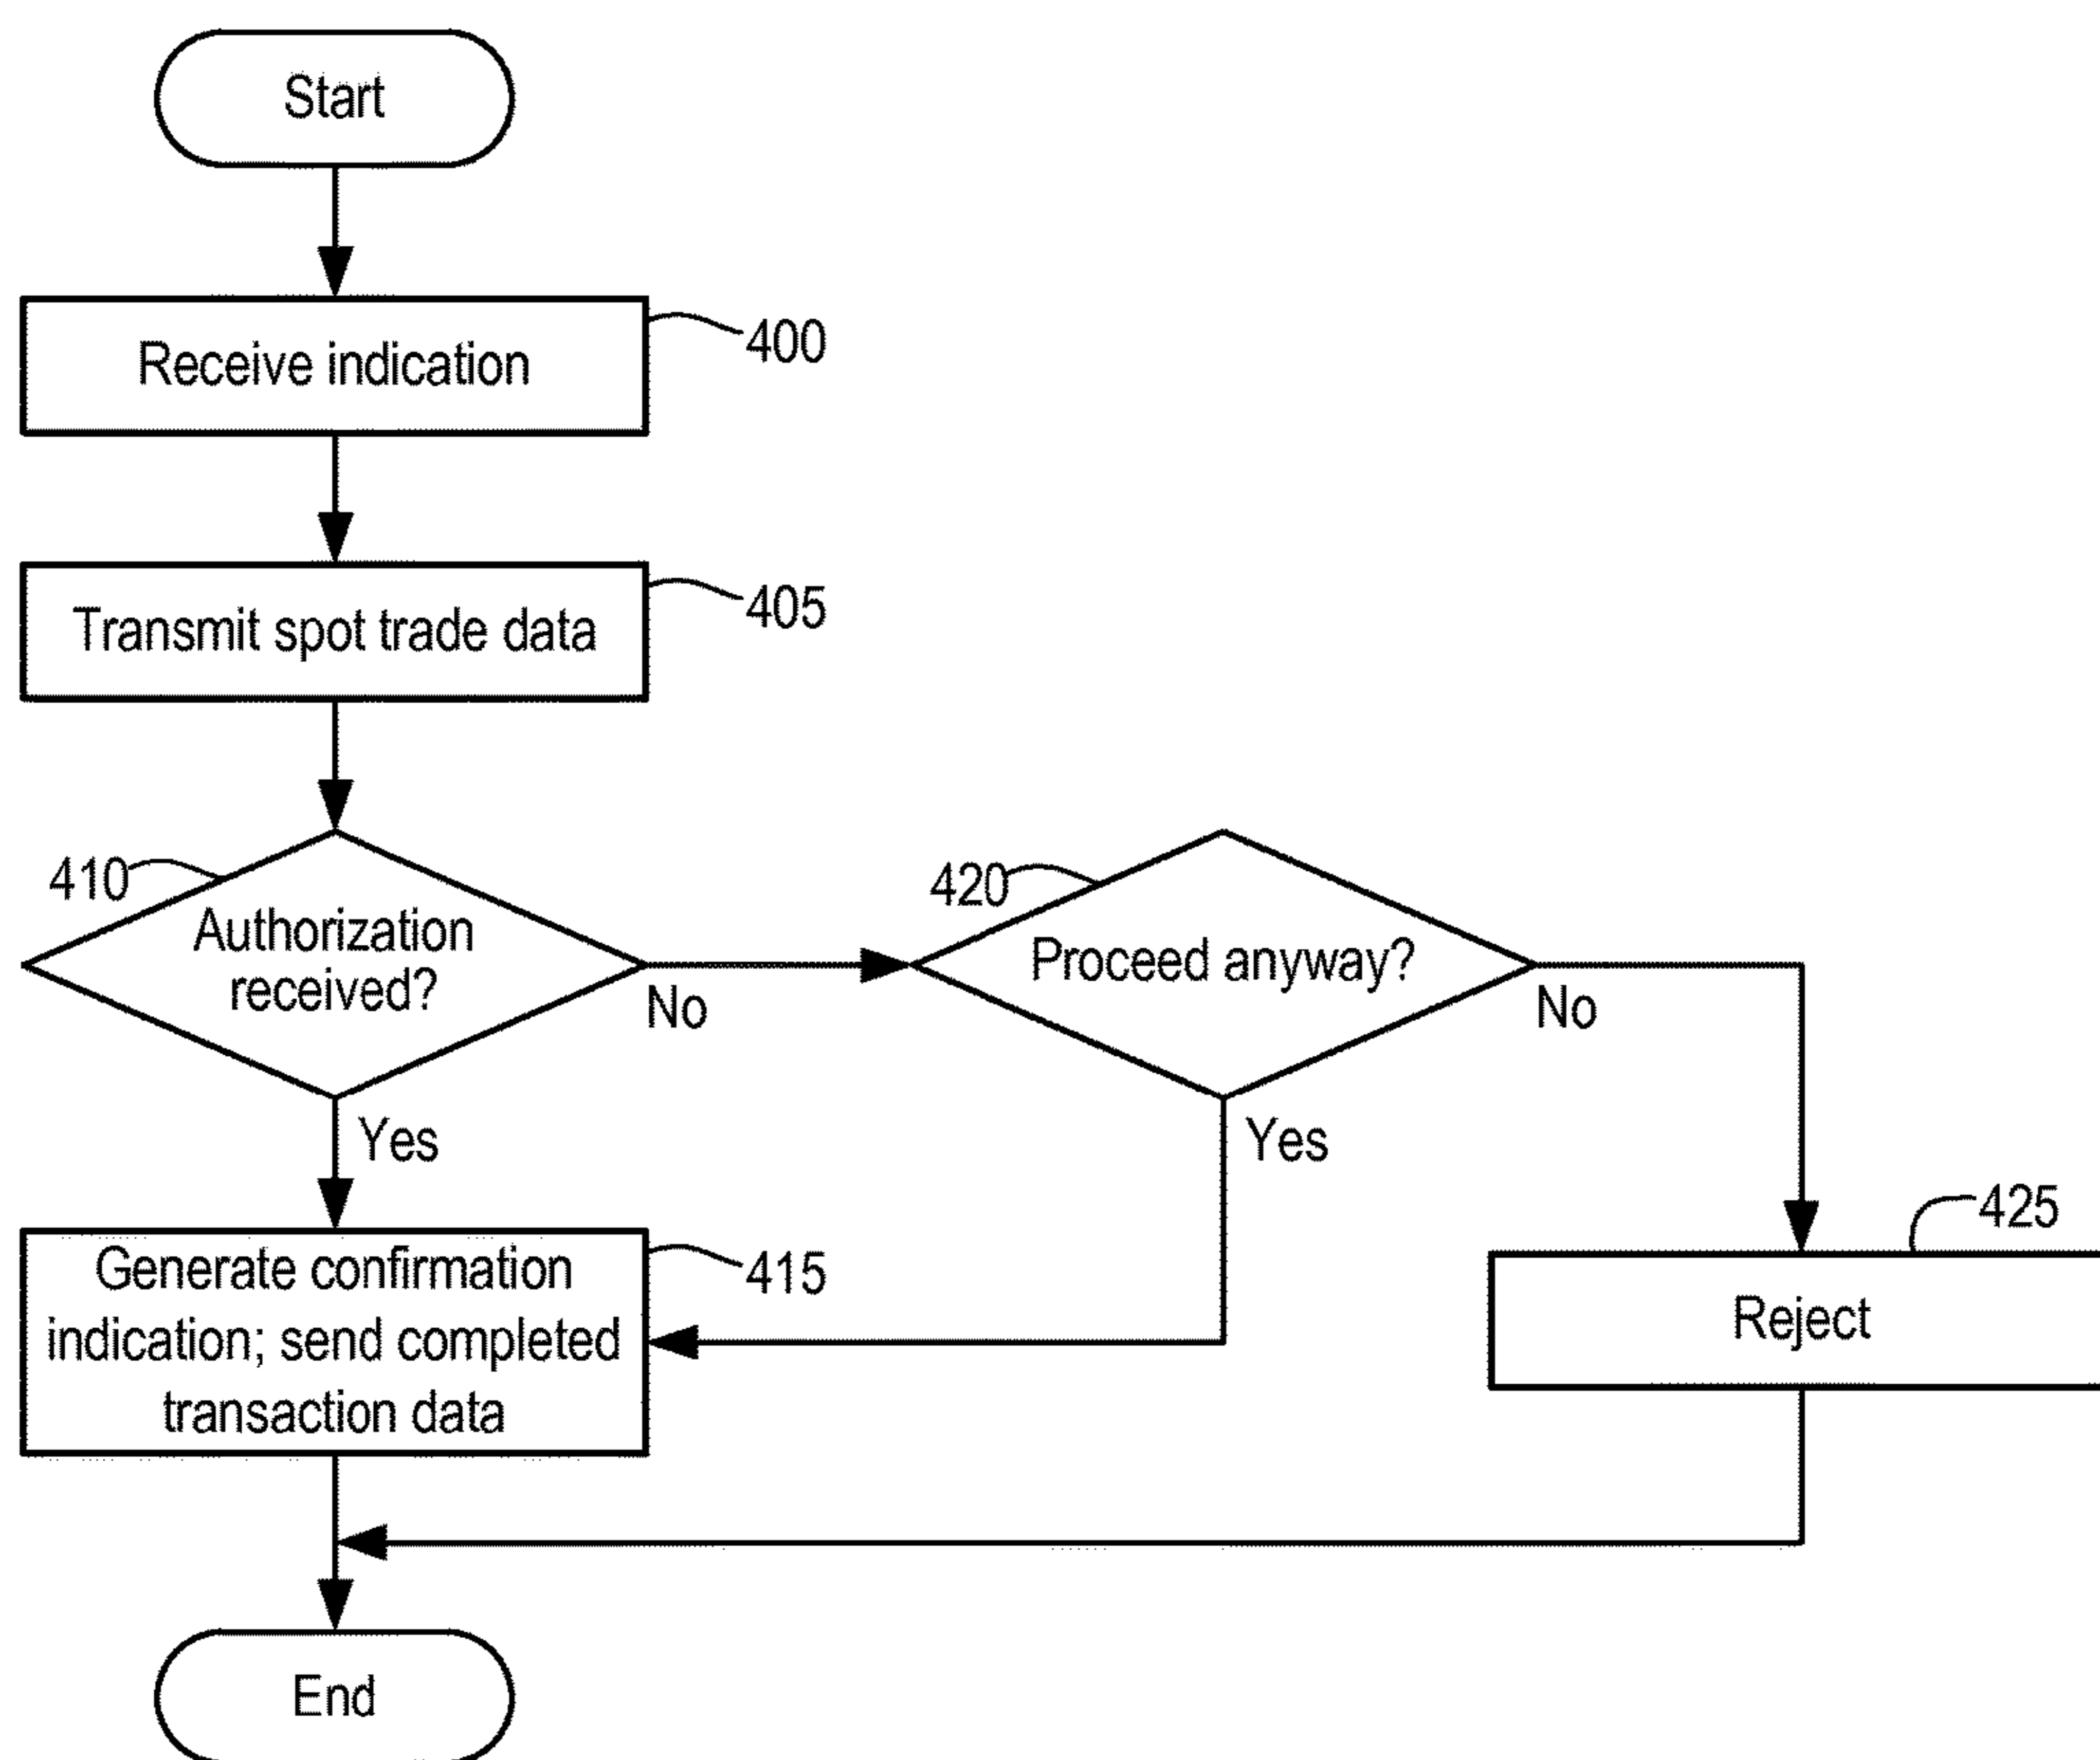 Start
Receive indication
400
Transmit spot trade data
405
410
Authorization
received?
No
Yes
420
Proceed anyway?
No
Yes
Generate confirmation
indication; send completed
transaction data
415
425
Reject
End